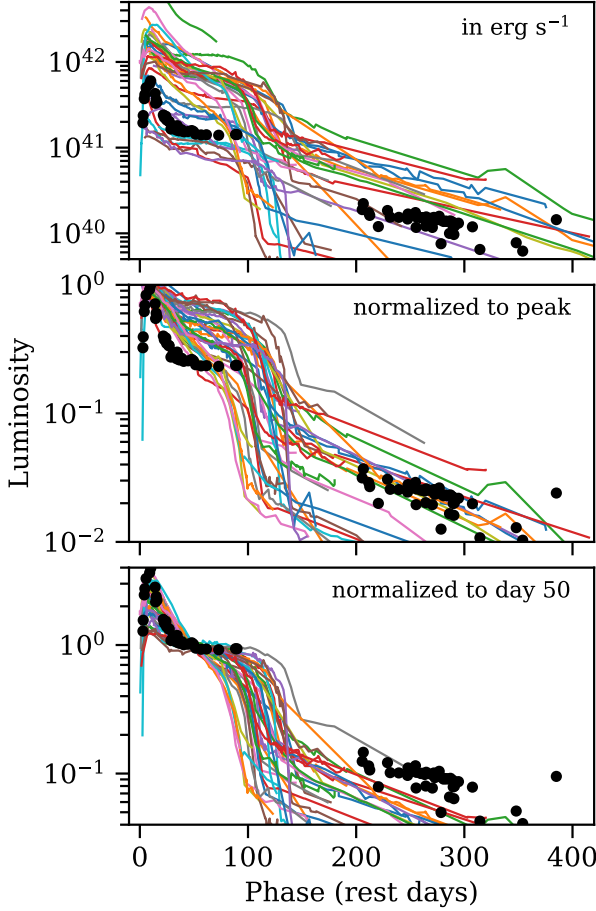 in erg s⁻¹
10⁴²
10⁴¹
10⁴⁰
normalized to peak
10⁰
10⁻¹
10⁻²
Luminosity
normalized to day 50
10⁰
10⁻¹
0 100 200 300 400
Phase (rest days)